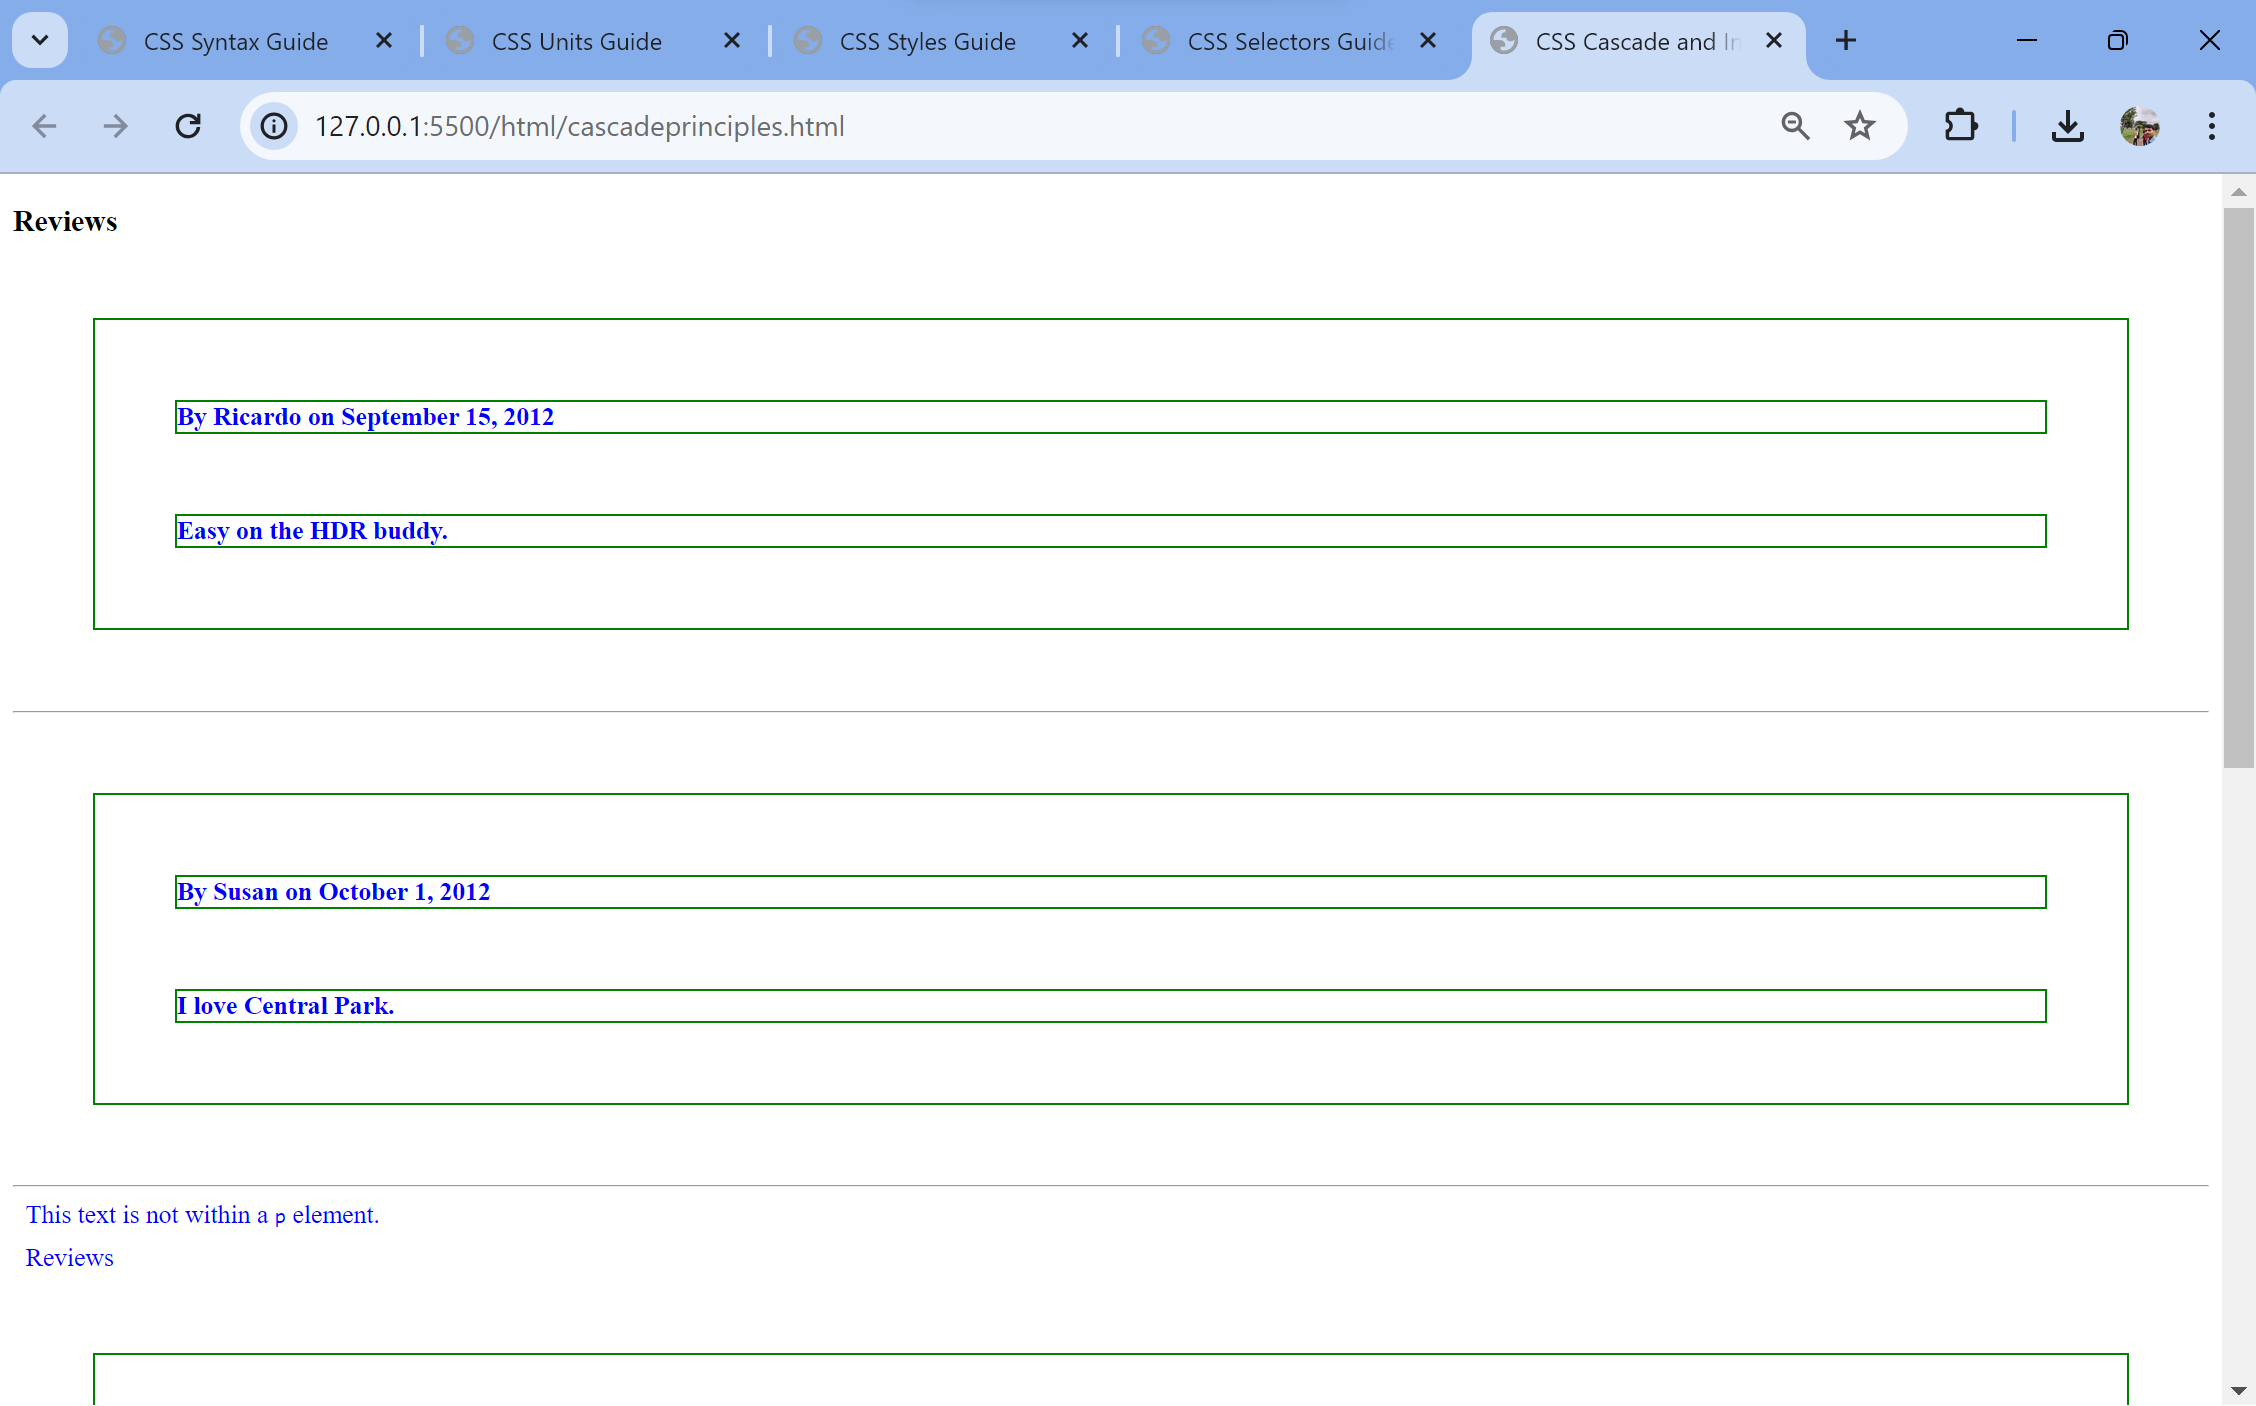 CSS Syntax Guide
CSS Units Guide
CSS Styles Guide
CSS Selectors Guide
CSS Cascade and In
127.0.0.1:5500/html/cascadeprinciples.html
Reviews
By Ricardo on September 15, 2012
Easy on the HDR buddy.
By Susan on October 1, 2012
I love Central Park.
This text is not within a p element.
Reviews